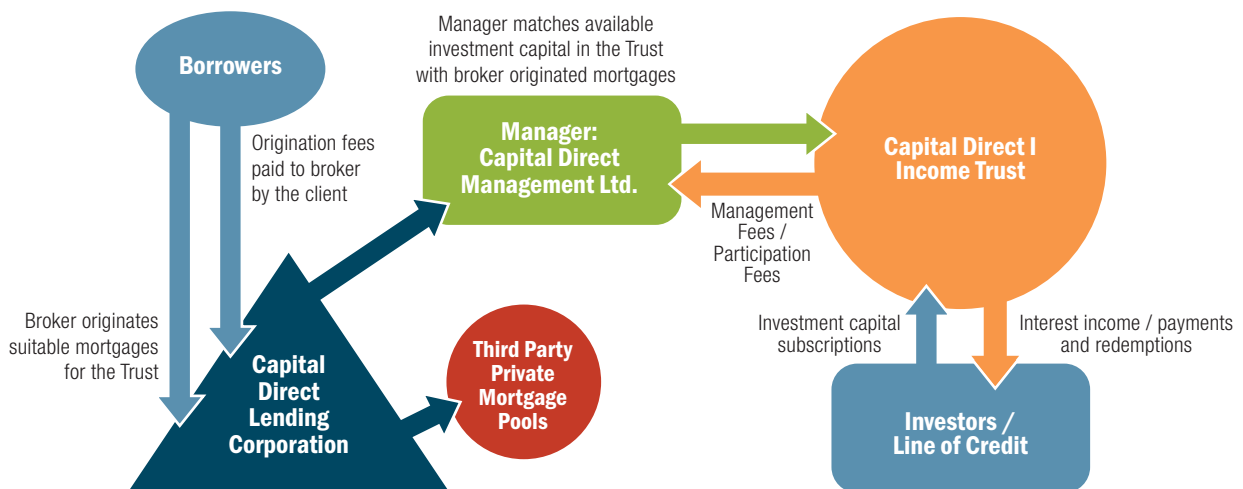 Borrowers
Manager matches available
investment capital in the Trust
with broker originated mortgages
Origination fees
paid to broker
by the client
Manager:
Capital Direct
Management Ltd.
Capital Direct I
Income Trust
Management
Fees /
Participation
Fees
Broker originates
suitable mortgages
for the Trust
Capital
Direct
Lending
Corporation
Third Party
Private
Mortgage
Pools
Investment capital
subscriptions
Interest income / payments
and redemptions
Investors /
Line of Credit